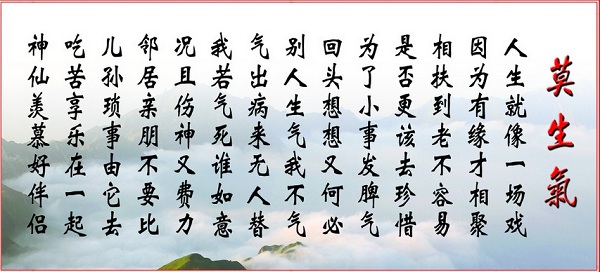 莫生氣
人生就像一场戏
因为有缘才相聚
相扶到老不容易
是否更该去珍惜
为了小事发脾气
回头想想又何必
别人生气我不气
气出病来无人替
我若气死谁如意
况且伤神又费力
邻居亲朋不要比
儿孙琐事由它去
吃苦享乐在一起
神仙羡慕好伴侣